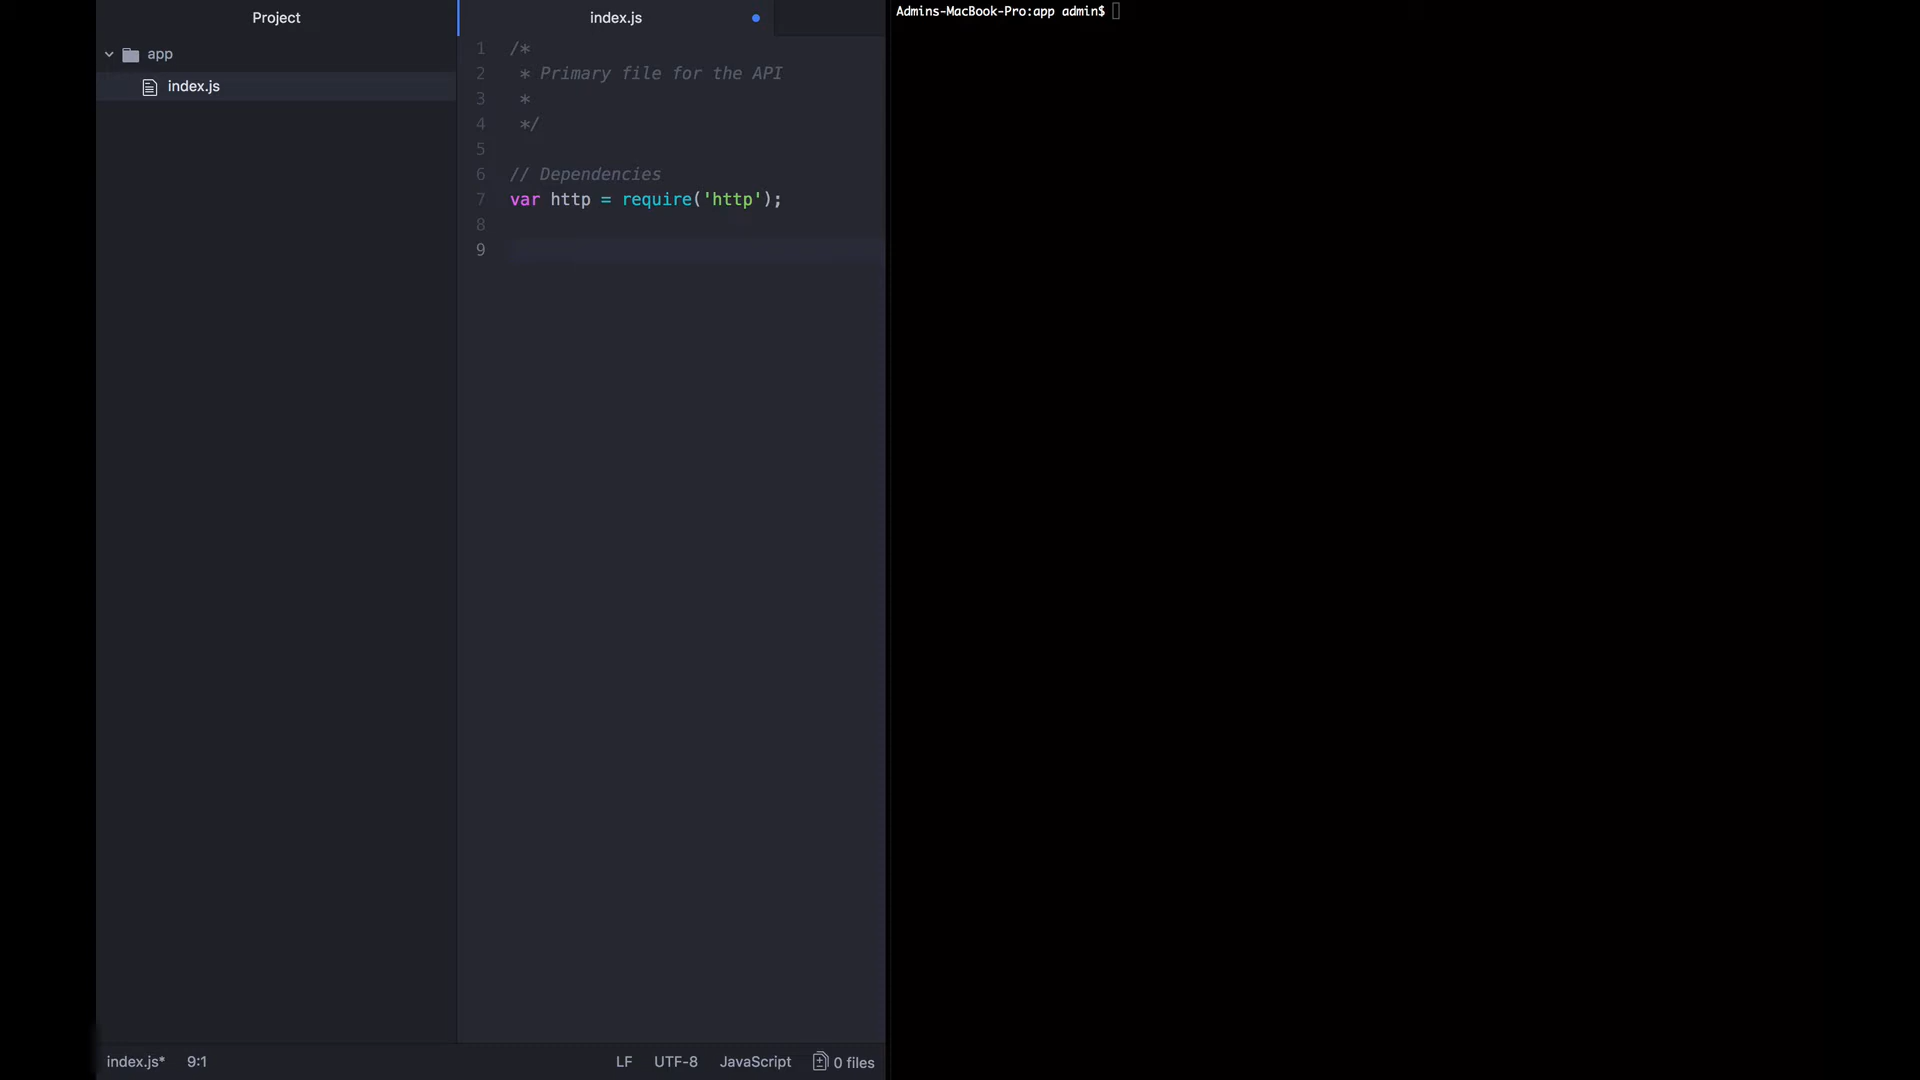 Project
app
index.js
index.js
1 /*
2 * Primary file for the API
3 *
4 */
5
6 // Dependencies
7 var http = require('http');
8
9
index.js* 9:1 LF UTF-8 JavaScript 0 files
Admins-MacBook-Pro:app admin$